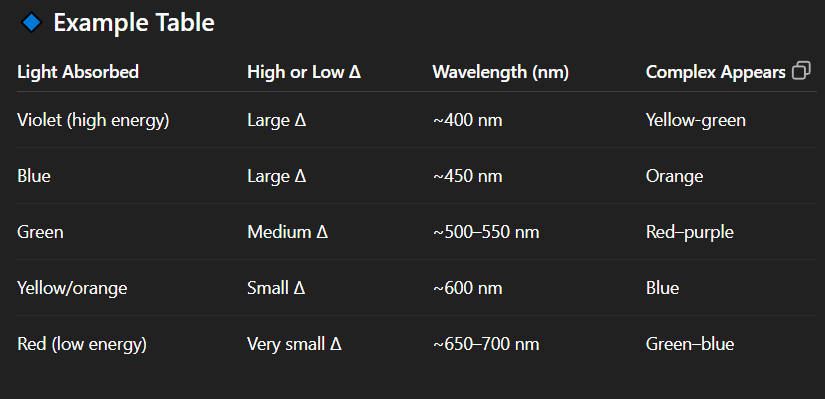 Example Table
Light Absorbed High or Low Δ Wavelength (nm) Complex Appears
Violet (high energy) Large Δ ~400 nm Yellow-green
Blue Large Δ ~450 nm Orange
Green Medium Δ ~500–550 nm Red–purple
Yellow/orange Small Δ ~600 nm Blue
Red (low energy) Very small Δ ~650–700 nm Green–blue